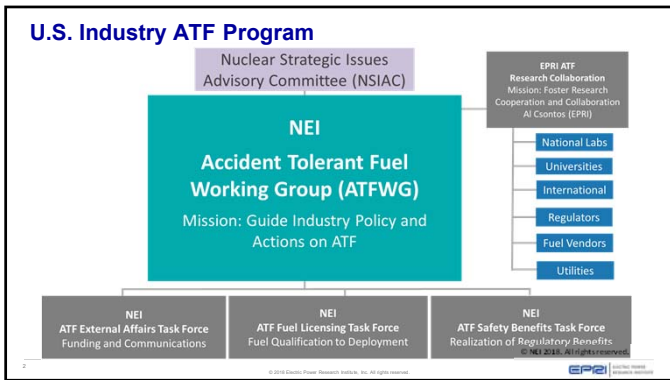 U.S. Industry ATF Program
Nuclear Strategic Issues
Advisory Committee (NSIAC)
EPRI ATF
Research Collaboration
Mission: Foster Research
Cooperation and Collaboration
Al Csontos (EPRI)
NEI
Accident Tolerant Fuel
Working Group (ATFWG)
Mission: Guide Industry Policy and
Actions on ATF
National Labs
Universities
International
Regulators
Fuel Vendors
Utilities
NEI
ATF External Affairs Task Force
Funding and Communications
NEI
ATF Fuel Licensing Task Force
Fuel Qualification to Deployment
NEI
ATF Safety Benefits Task Force
Realization of Regulatory Benefits
© NEI 2018. All rights reserved.
2
© 2018 Electric Power Research Institute, Inc. All rights reserved.
EPRI
ELECTRIC POWER
RESEARCH INSTITUTE